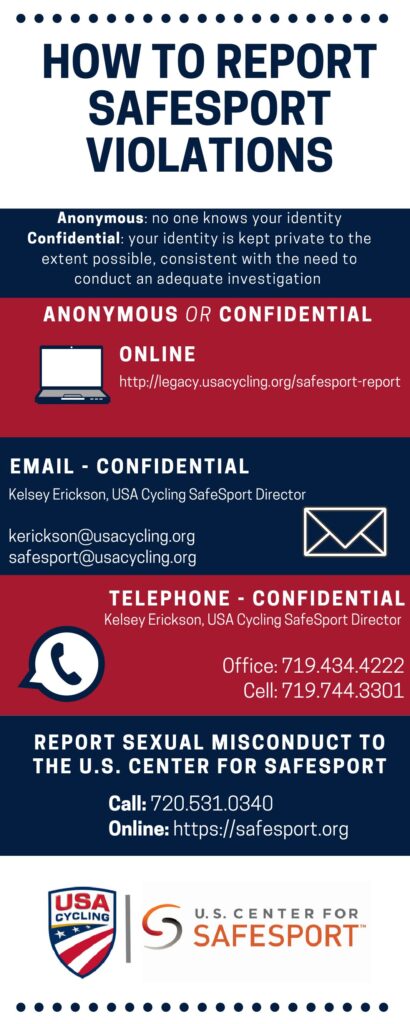 HOW TO REPORT
SAFESPORT
VIOLATIONS
Anonymous: no one knows your identity
Confidential: your identity is kept private to the
extent possible, consistent with the need to
conduct an adequate investigation
ANONYMOUS OR CONFIDENTIAL
ONLINE
http://legacy.usacycling.org/safesport-report
EMAIL - CONFIDENTIAL
Kelsey Erickson, USA Cycling SafeSport Director
kerickson@usacycling.org
safesport@usacycling.org
TELEPHONE - CONFIDENTIAL
Kelsey Erickson, USA Cycling SafeSport Director
Office: 719.434.4222
Cell: 719.744.3301
REPORT SEXUAL MISCONDUCT TO
THE U.S. CENTER FOR SAFESPORT
Call: 720.531.0340
Online: https://safesport.org
USA
CYCLING
U.S. CENTER FOR
SAFESPORT™